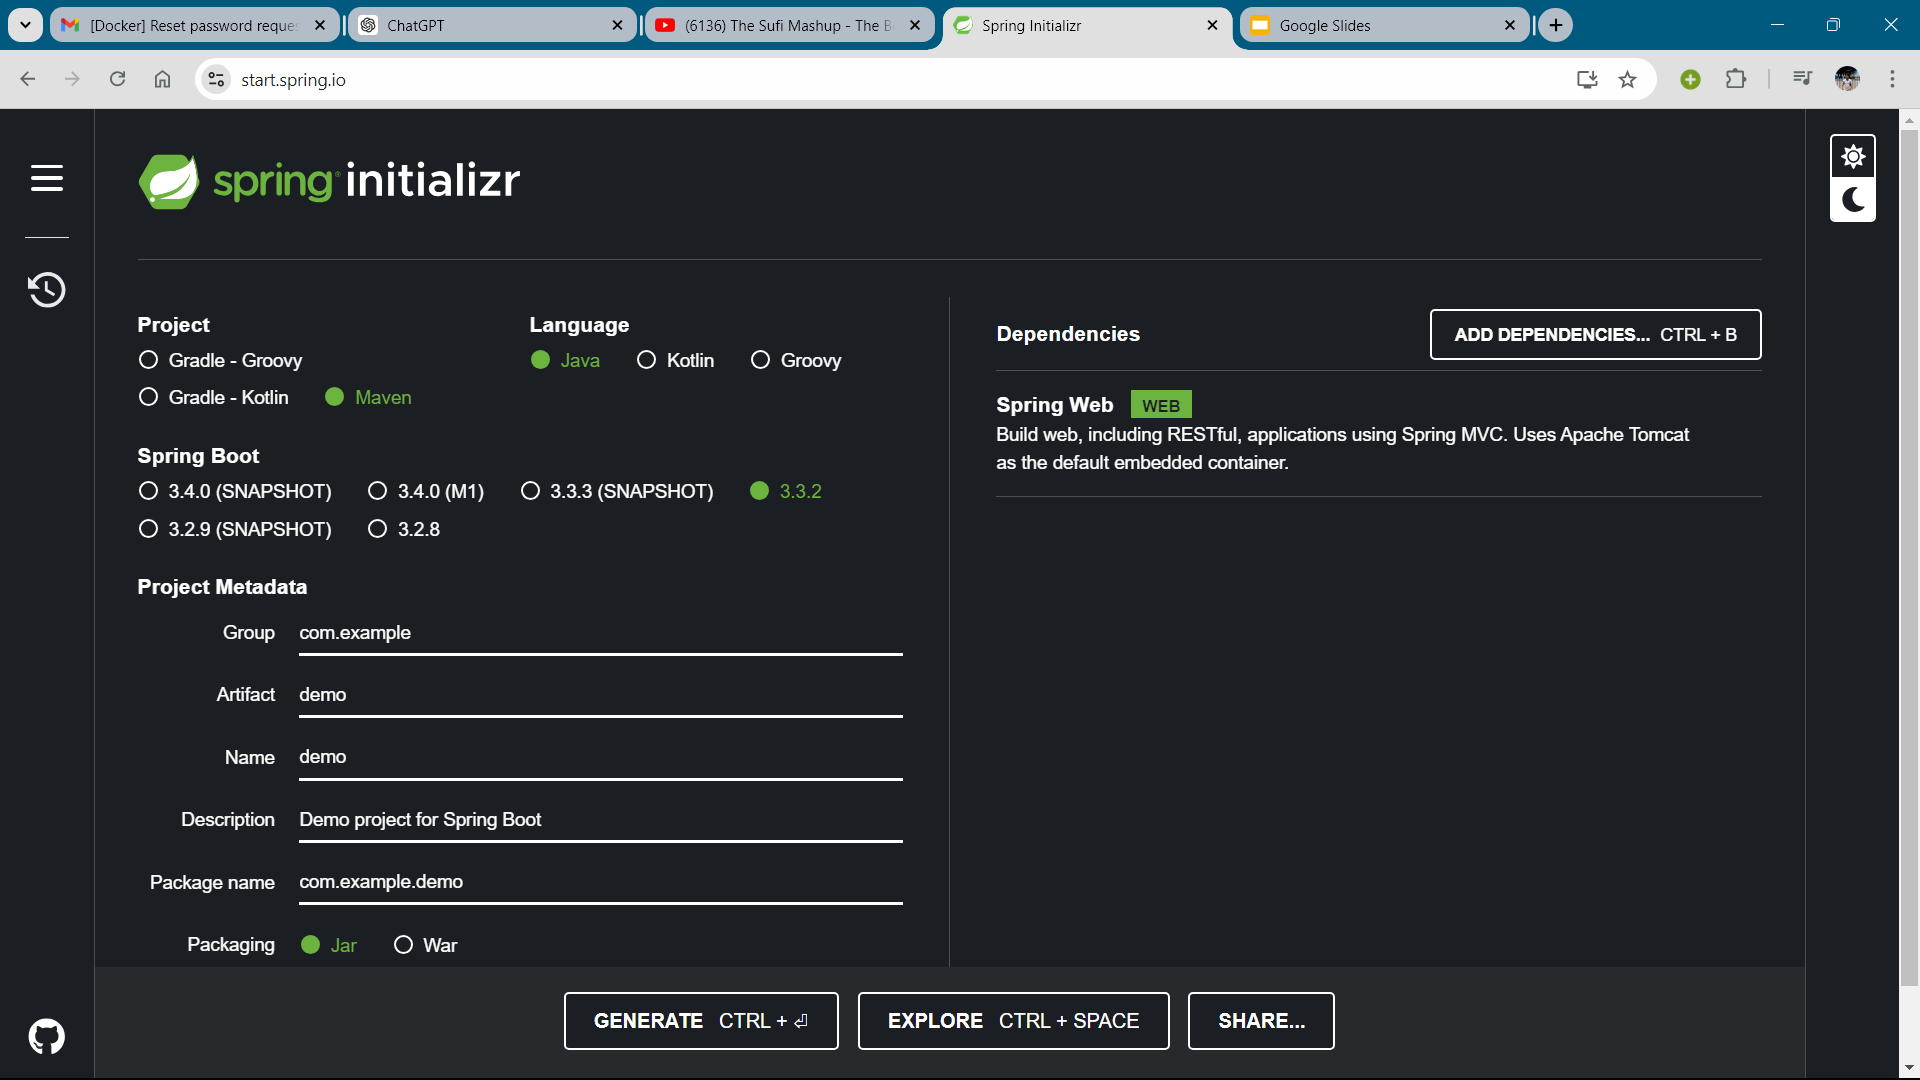 [Docker] Reset password reques
ChatGPT
(6136) The Sufi Mashup - The B
Spring Initializr
Google Slides
start.spring.io
spring initializr
Project
Gradle - Groovy
Gradle - Kotlin
Maven
Language
Java
Kotlin
Groovy
Spring Boot
3.4.0 (SNAPSHOT)
3.4.0 (M1)
3.3.3 (SNAPSHOT)
3.3.2
3.2.9 (SNAPSHOT)
3.2.8
Project Metadata
Group com.example
Artifact demo
Name demo
Description Demo project for Spring Boot
Package name com.example.demo
Packaging Jar War
Dependencies
ADD DEPENDENCIES... CTRL + B
Spring Web WEB
Build web, including RESTful, applications using Spring MVC. Uses Apache Tomcat
as the default embedded container.
GENERATE CTRL + ⏎
EXPLORE CTRL + SPACE
SHARE...